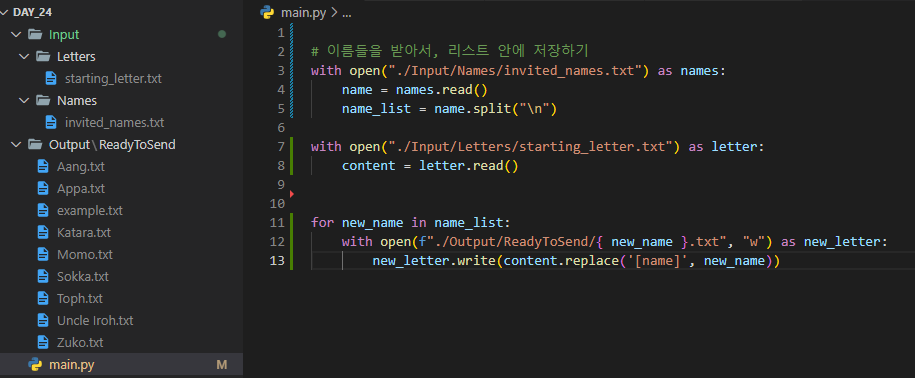 DAY_24
Input
Letters
starting_letter.txt
Names
invited_names.txt
Output\ReadyToSend
Aang.txt
Appa.txt
example.txt
Katara.txt
Momo.txt
Sokka.txt
Toph.txt
Uncle Iroh.txt
Zuko.txt
main.py M
main.py > ...
1
2 # 이름들을 받아서, 리스트 안에 저장하기
3 with open("./Input/Names/invited_names.txt") as names:
4     name = names.read()
5     name_list = name.split("\n")
6
7 with open("./Input/Letters/starting_letter.txt") as letter:
8     content = letter.read()
9
10
11 for new_name in name_list:
12     with open(f"./Output/ReadyToSend/{ new_name }.txt", "w") as new_letter:
13         new_letter.write(content.replace('[name]', new_name))